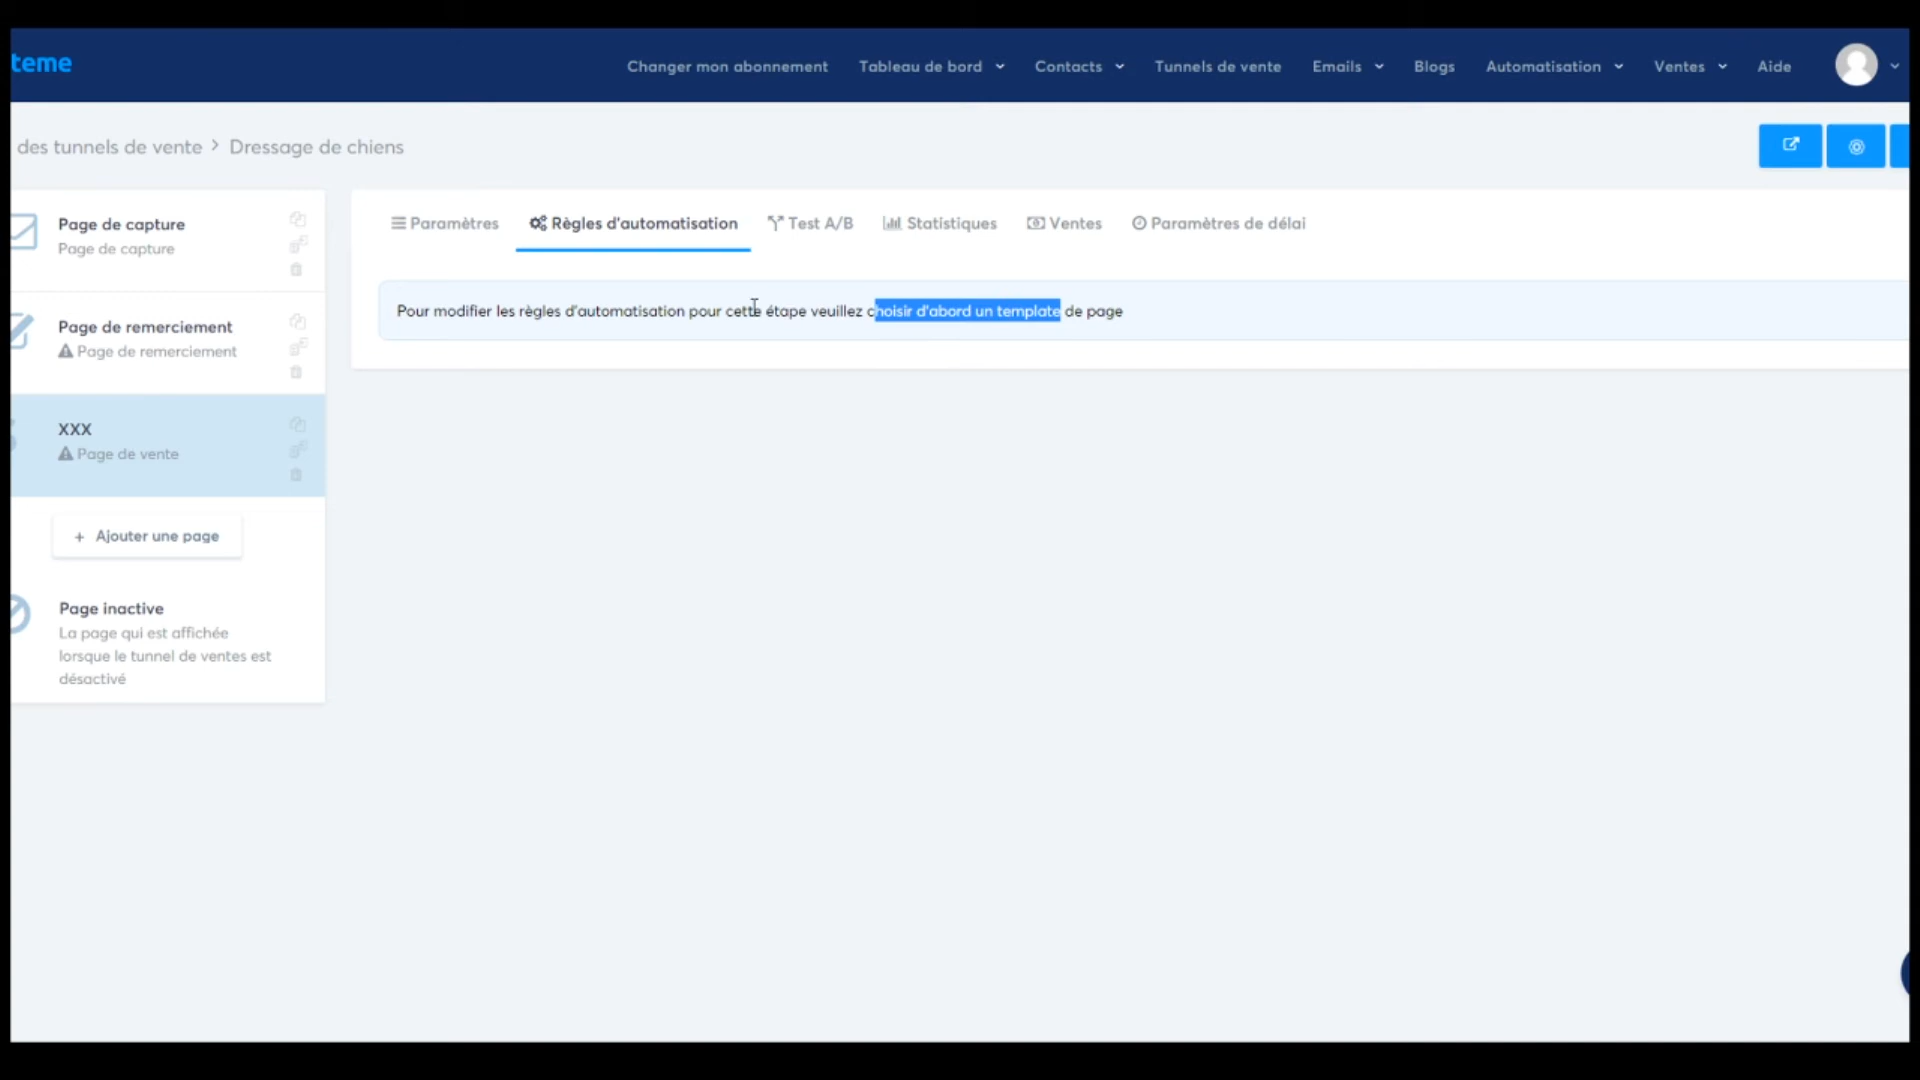 teme
Changer mon abonnement
Tableau de bord
Contacts
Tunnels de vente
Emails
Blogs
Automatisation
Ventes
Aide
des tunnels de vente > Dressage de chiens
Page de capture
Page de capture
Page de remerciement
Page de remerciement
XXX
Page de vente
+ Ajouter une page
Page inactive
La page qui est affichée
lorsque le tunnel de ventes est
désactivé
Paramètres
Règles d'automatisation
Test A/B
Statistiques
Ventes
Paramètres de délai
Pour modifier les règles d'automatisation pour cette étape veuillez choisir d'abord un template de page